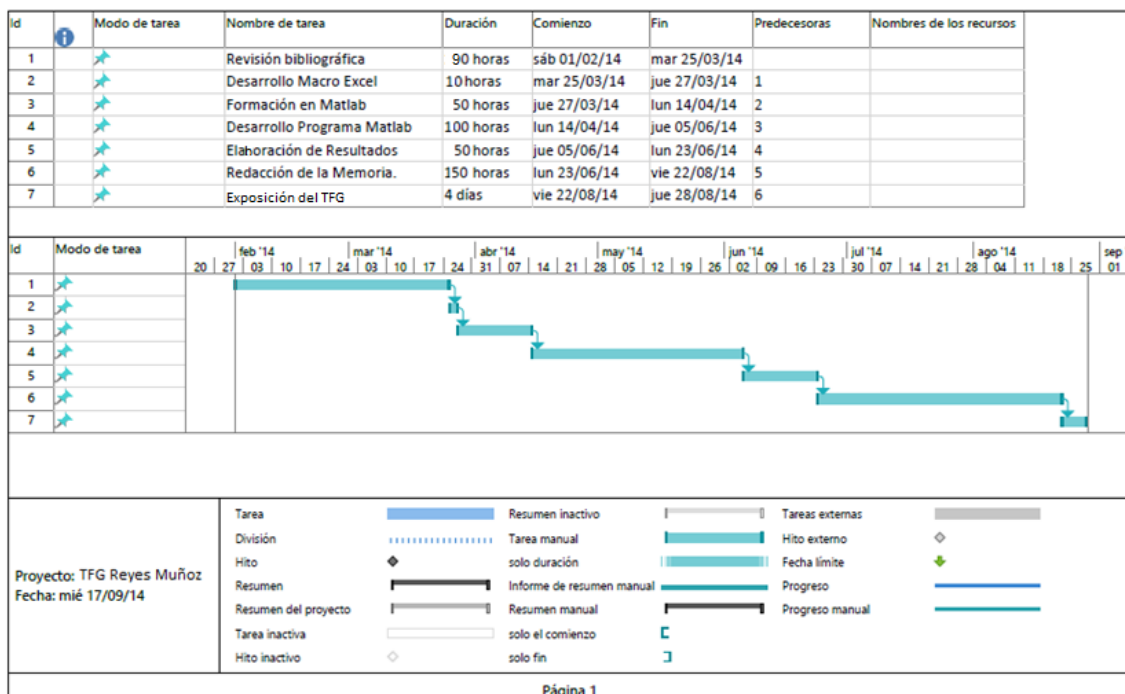 Id Modo de tarea Nombre de tarea Duración Comienzo Fin Predecesoras Nombres de los recursos
1 Revisión bibliográfica 90 horas sáb 01/02/14 mar 25/03/14
2 Desarrollo Macro Excel 10 horas mar 25/03/14 jue 27/03/14 1
3 Formación en Matlab 50 horas jue 27/03/14 lun 14/04/14 2
4 Desarrollo Programa Matlab 100 horas lun 14/04/14 jue 05/06/14 3
5 Elaboración de Resultados 50 horas jue 05/06/14 lun 23/06/14 4
6 Redacción de la Memoria. 150 horas lun 23/06/14 vie 22/08/14 5
7 Exposición del TFG 4 días vie 22/08/14 jue 28/08/14 6
Id Modo de tarea feb '14 mar '14 abr '14 may '14 jun '14 jul '14 ago '14 sep
20 27 03 10 17 24 03 10 17 24 31 07 14 21 28 05 12 19 26 02 09 16 23 30 07 14 21 28 04 11 18 25 01
1
2
3
4
5
6
7
Proyecto: TFG Reyes Muñoz
Fecha: mié 17/09/14
Tarea Resumen inactivo Tareas externas
División Tarea manual Hito externo
Hito solo duración Fecha límite
Resumen Informe de resumen manual Progreso
Resumen del proyecto Resumen manual Progreso manual
Tarea inactiva solo el comienzo
Hito inactivo solo fin
Página 1